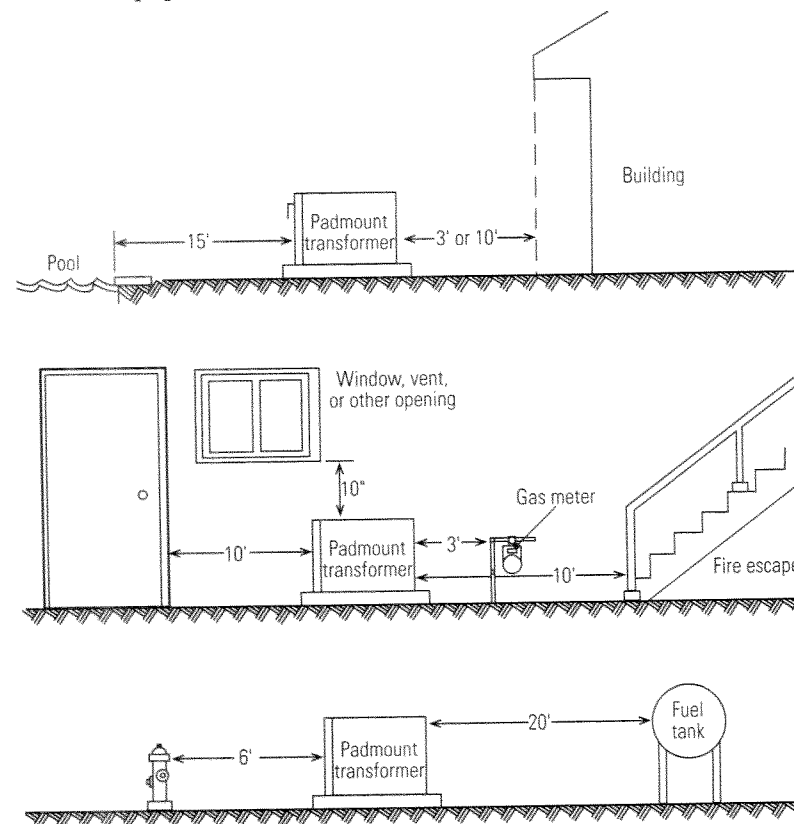 Building
Padmount
transformer
15'
3' or 10'
Pool
Window, vent,
or other opening
10"
Gas meter
10'
Padmount
transformer
3'
10'
Fire escape
Fuel
tank
20'
6'
Padmount
transformer